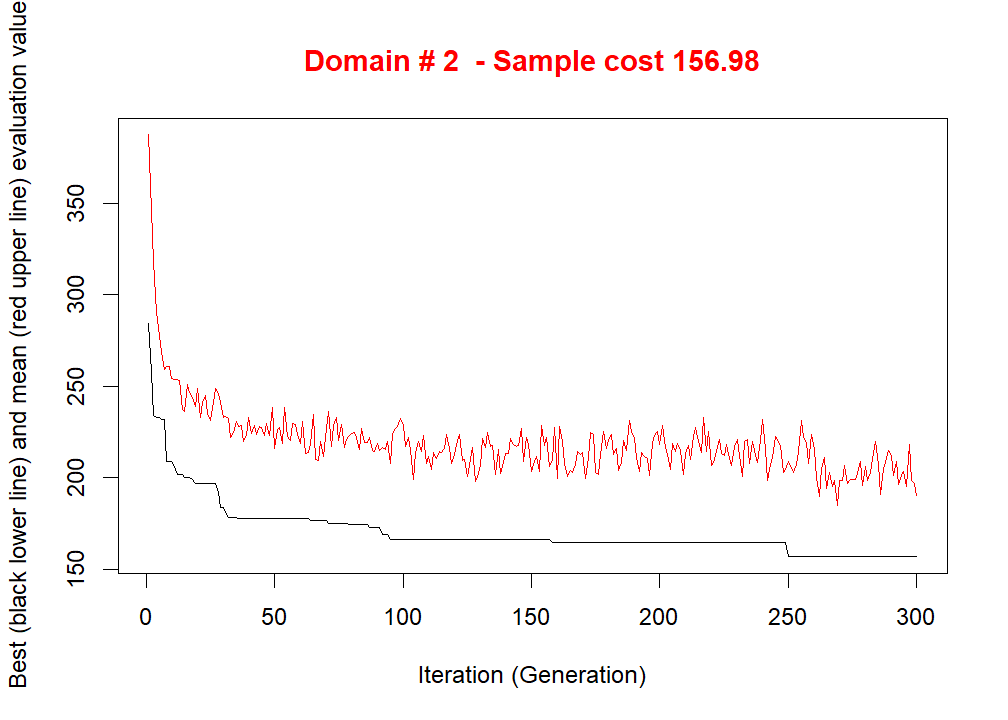 Domain # 2  - Sample cost 156.98
Best (black lower line) and mean (red upper line) evaluation value
350
300
250
200
150
0 50 100 150 200 250 300
Iteration (Generation)